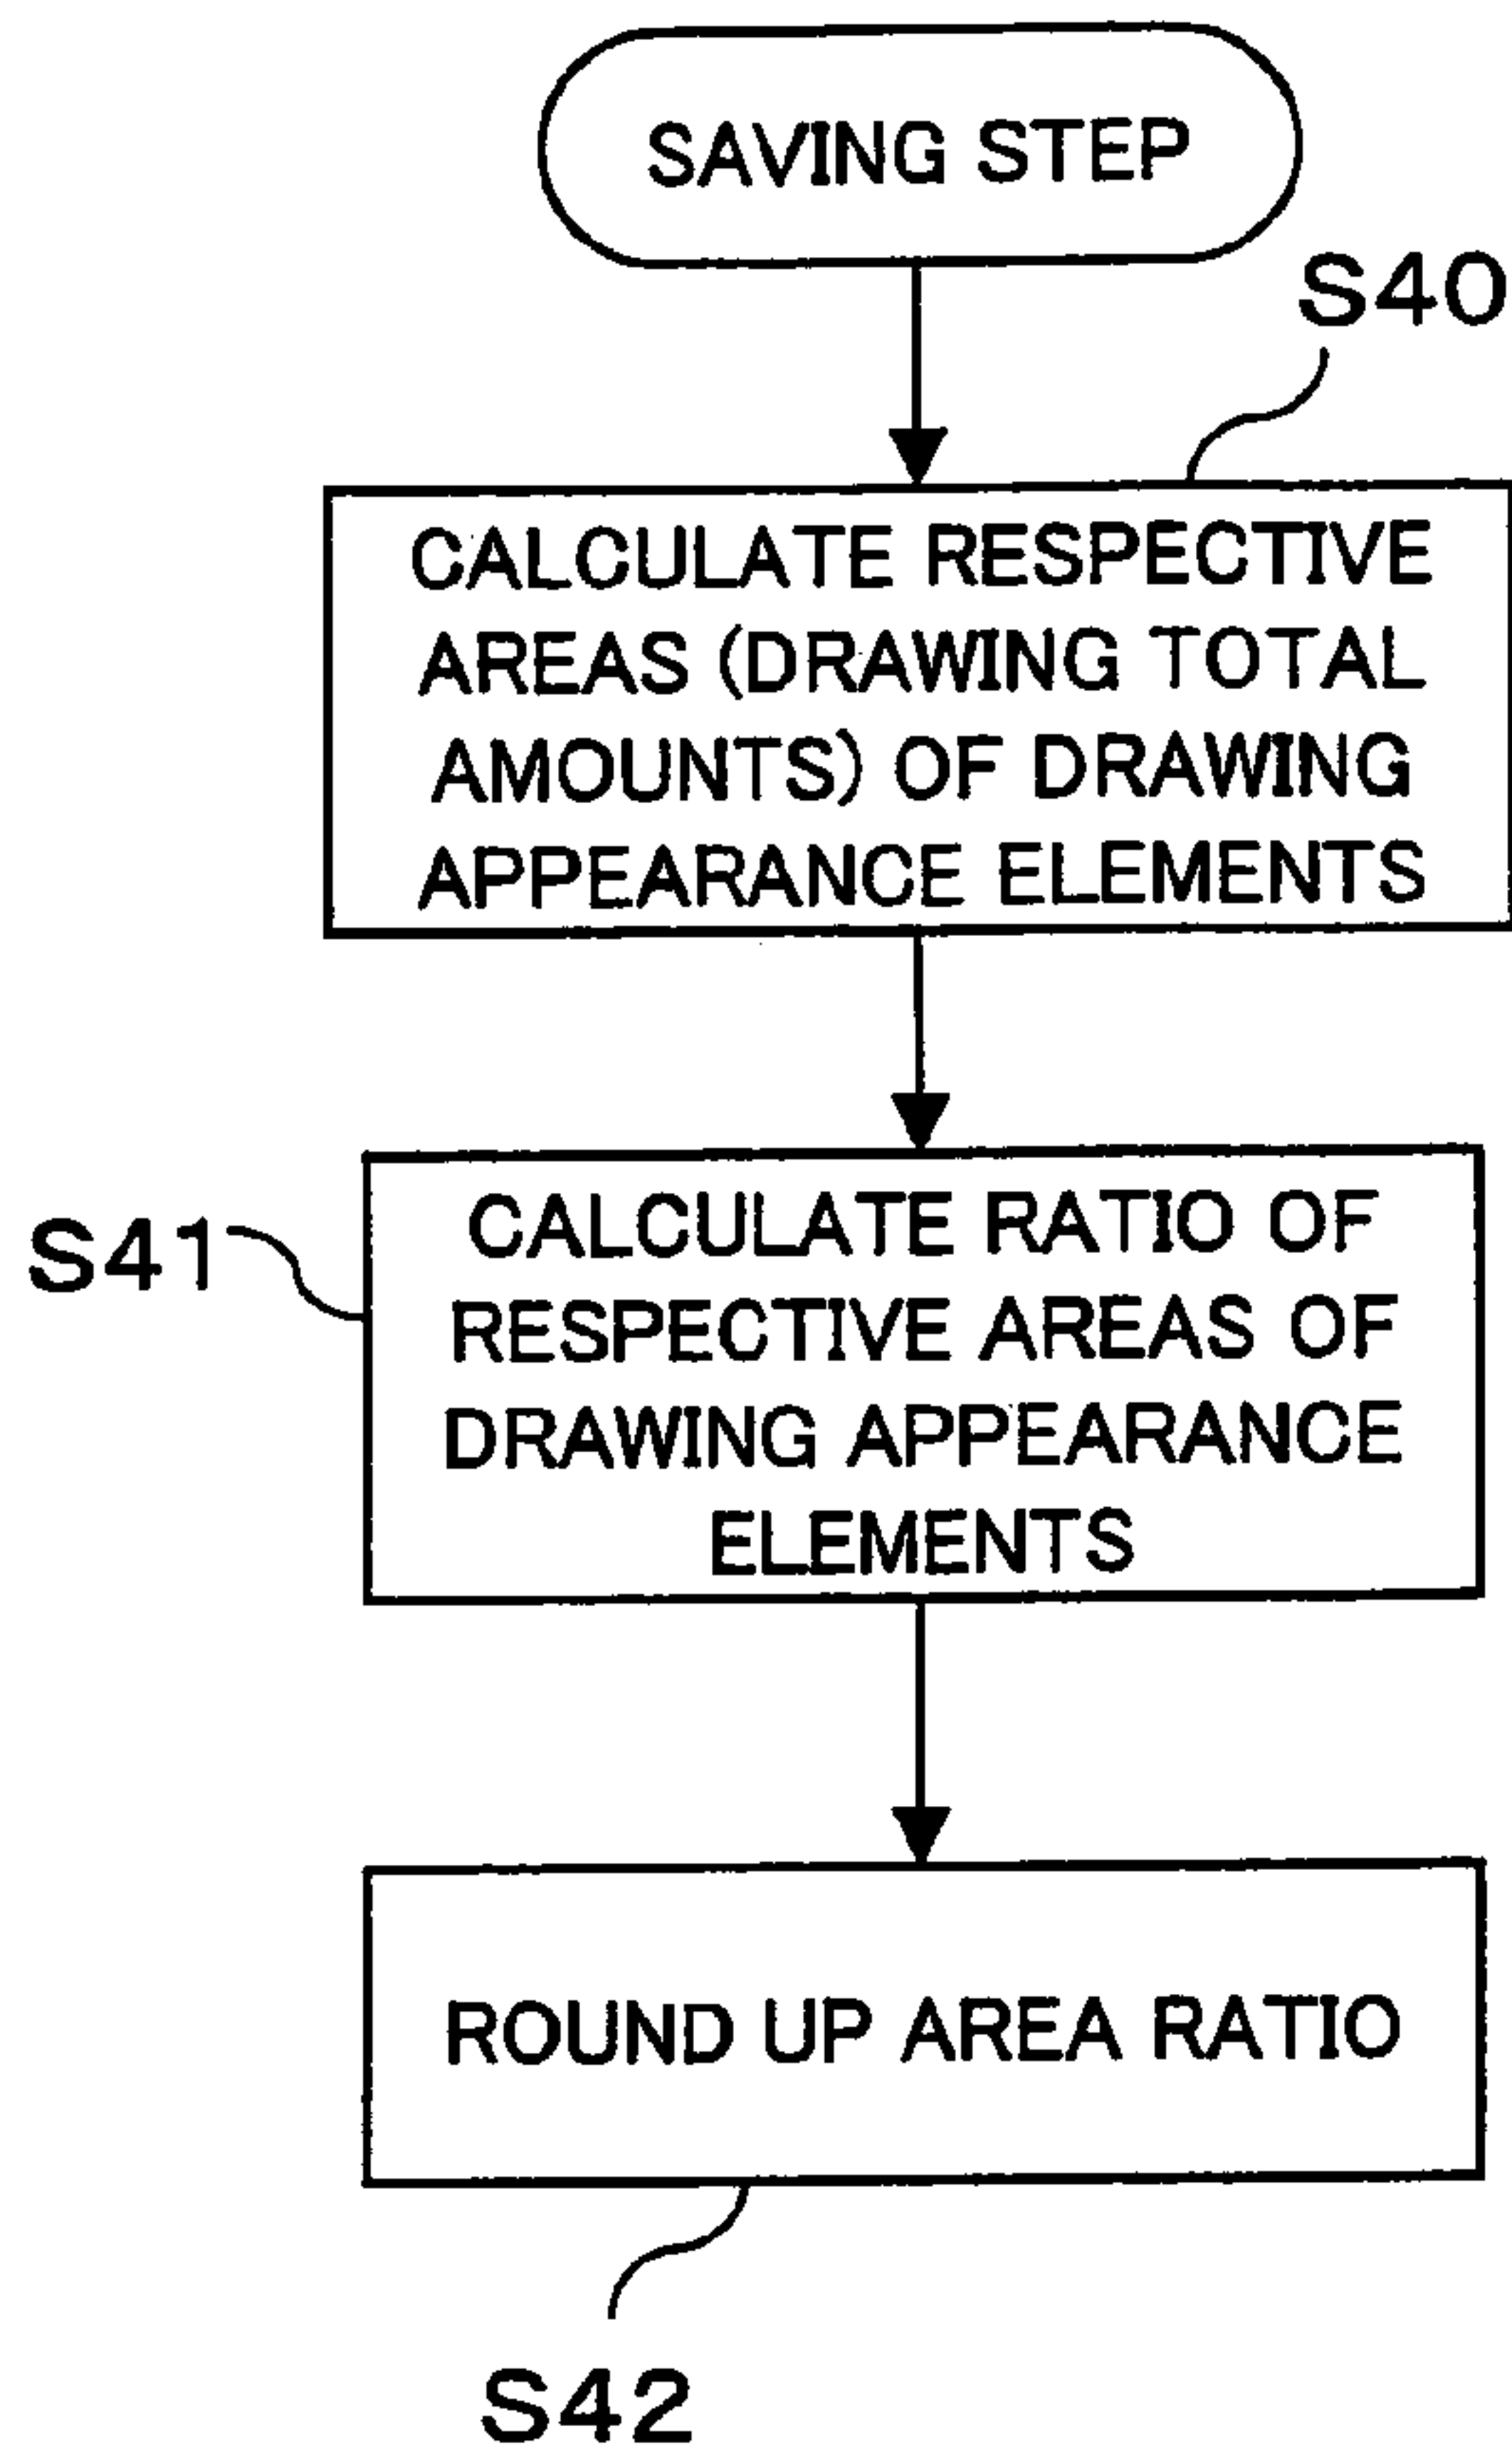 SAVING STEP
S40
CALCULATE RESPECTIVE
AREAS (DRAWING TOTAL
AMOUNTS) OF DRAWING
APPEARANCE ELEMENTS
S41
CALCULATE RATIO OF
RESPECTIVE AREAS OF
DRAWING APPEARANCE
ELEMENTS
ROUND UP AREA RATIO
S42